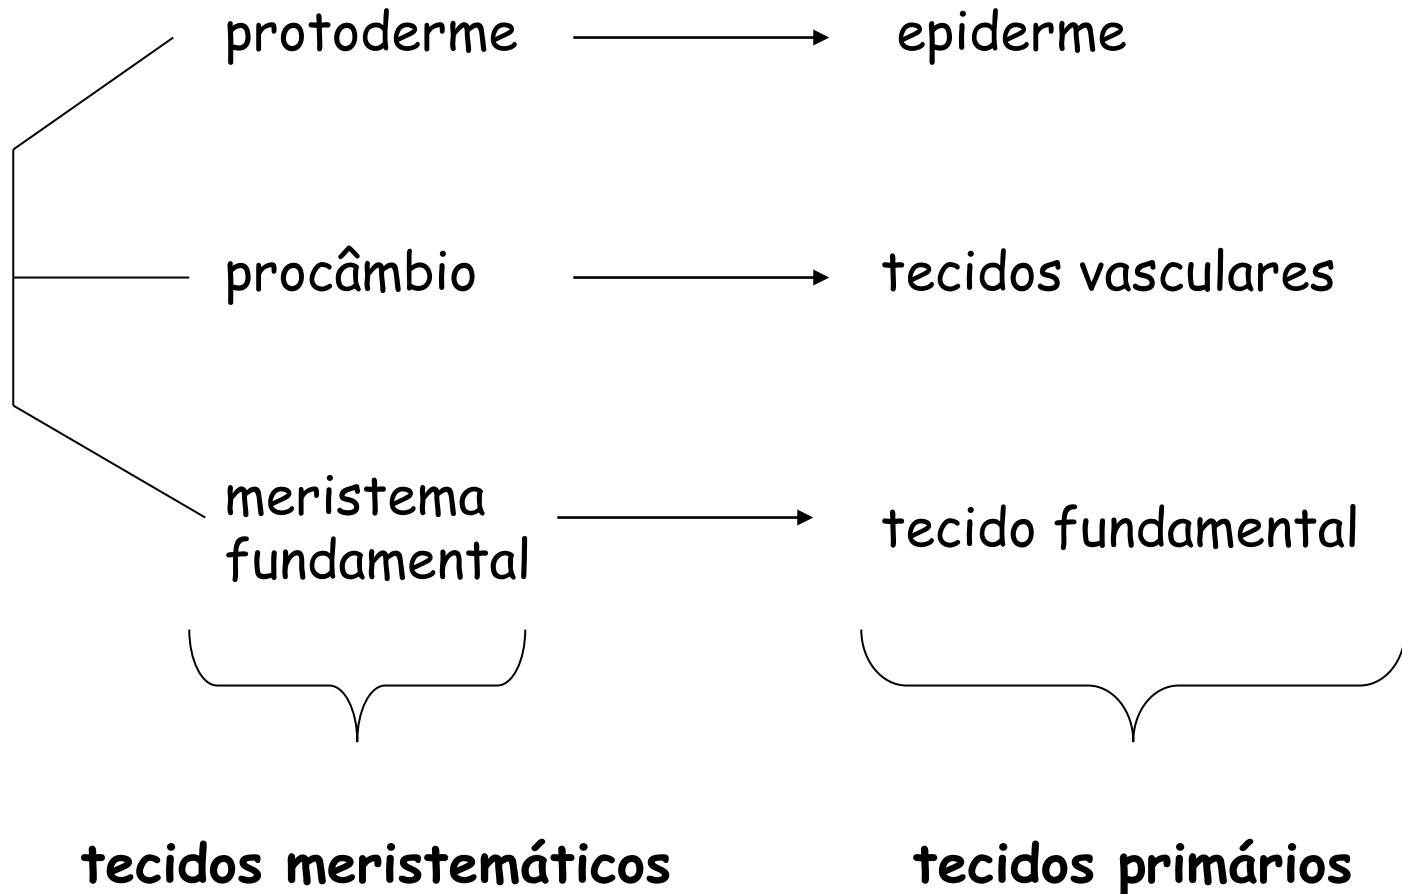 protoderme
epiderme
procâmbio
tecidos vasculares
meristema
fundamental
tecido fundamental
tecidos meristemáticos
tecidos primários